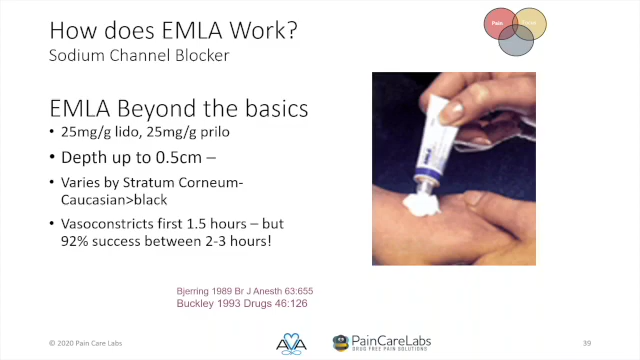 How does EMLA Work?
Sodium Channel Blocker
Pain
EMLA Beyond the basics
• 25mg/g lido, 25mg/g prilo
• Depth up to 0.5cm –
• Varies by Stratum Corneum-
Caucasian>black
• Vasoconstricts first 1.5 hours – but
92% success between 2-3 hours!
Bjerring 1989 Br J Anesth 63:655
Buckley 1993 Drugs 46:126
© 2020 Pain Care Labs
AVA
PainCareLabs
DRUG FREE PAIN SOLUTIONS
39